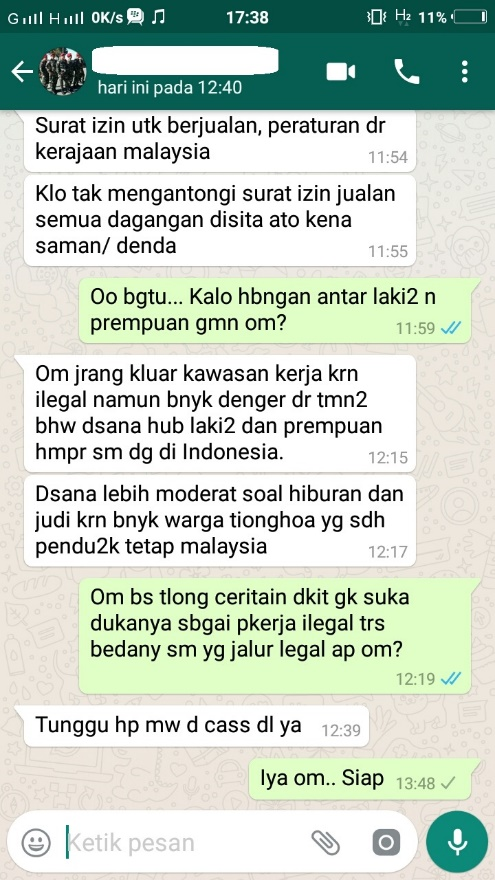 G H 0K/s 17:38 H₂ 11%
hari ini pada 12:40
Surat izin utk berjualan, peraturan dr
kerajaan malaysia
11:54
Klo tak mengantongi surat izin jualan
semua dagangan disita ato kena
saman/ denda
11:55
Oo bgtu... Kalo hbngan antar laki2 n
prempuan gmn om?
11:59
Om jrang kluar kawasan kerja krn
ilegal namun bnyk denger dr tmn2
bhw dsana hub laki2 dan prempuan
hmpr sm dg di Indonesia.
12:15
Dsana lebih moderat soal hiburan dan
judi krn bnyk warga tionghoa yg sdh
pendu2k tetap malaysia
12:17
Om bs tlong ceritain dkit gk suka
dukanya sbgai pkerja ilegal trs
bedany sm yg jalur legal ap om?
12:19
Tunggu hp mw d cass dl ya
12:39
Iya om.. Siap
13:48
Ketik pesan